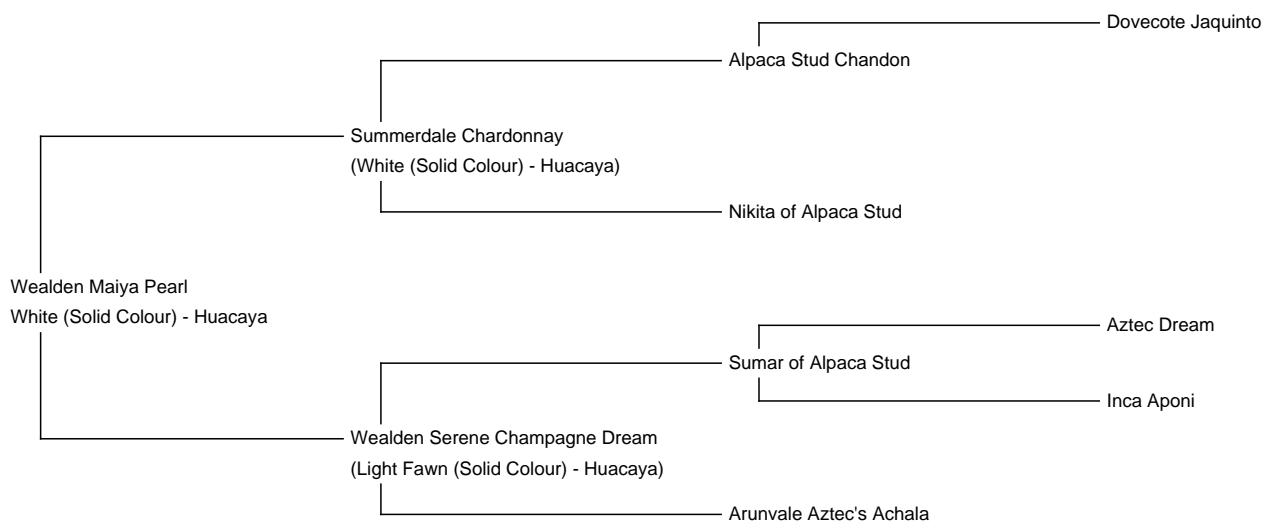 Dovecote Jaquinto
Alpaca Stud Chandon
Summerdale Chardonnay
(White (Solid Colour) - Huacaya)
Nikita of Alpaca Stud
Wealden Maiya Pearl
White (Solid Colour) - Huacaya
Aztec Dream
Sumar of Alpaca Stud
Inca Aponi
Wealden Serene Champagne Dream
(Light Fawn (Solid Colour) - Huacaya)
Arunvale Aztec's Achala